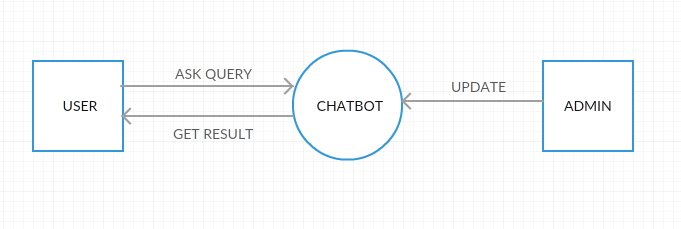 ASK QUERY
USER
CHATBOT
GET RESULT
UPDATE
ADMIN